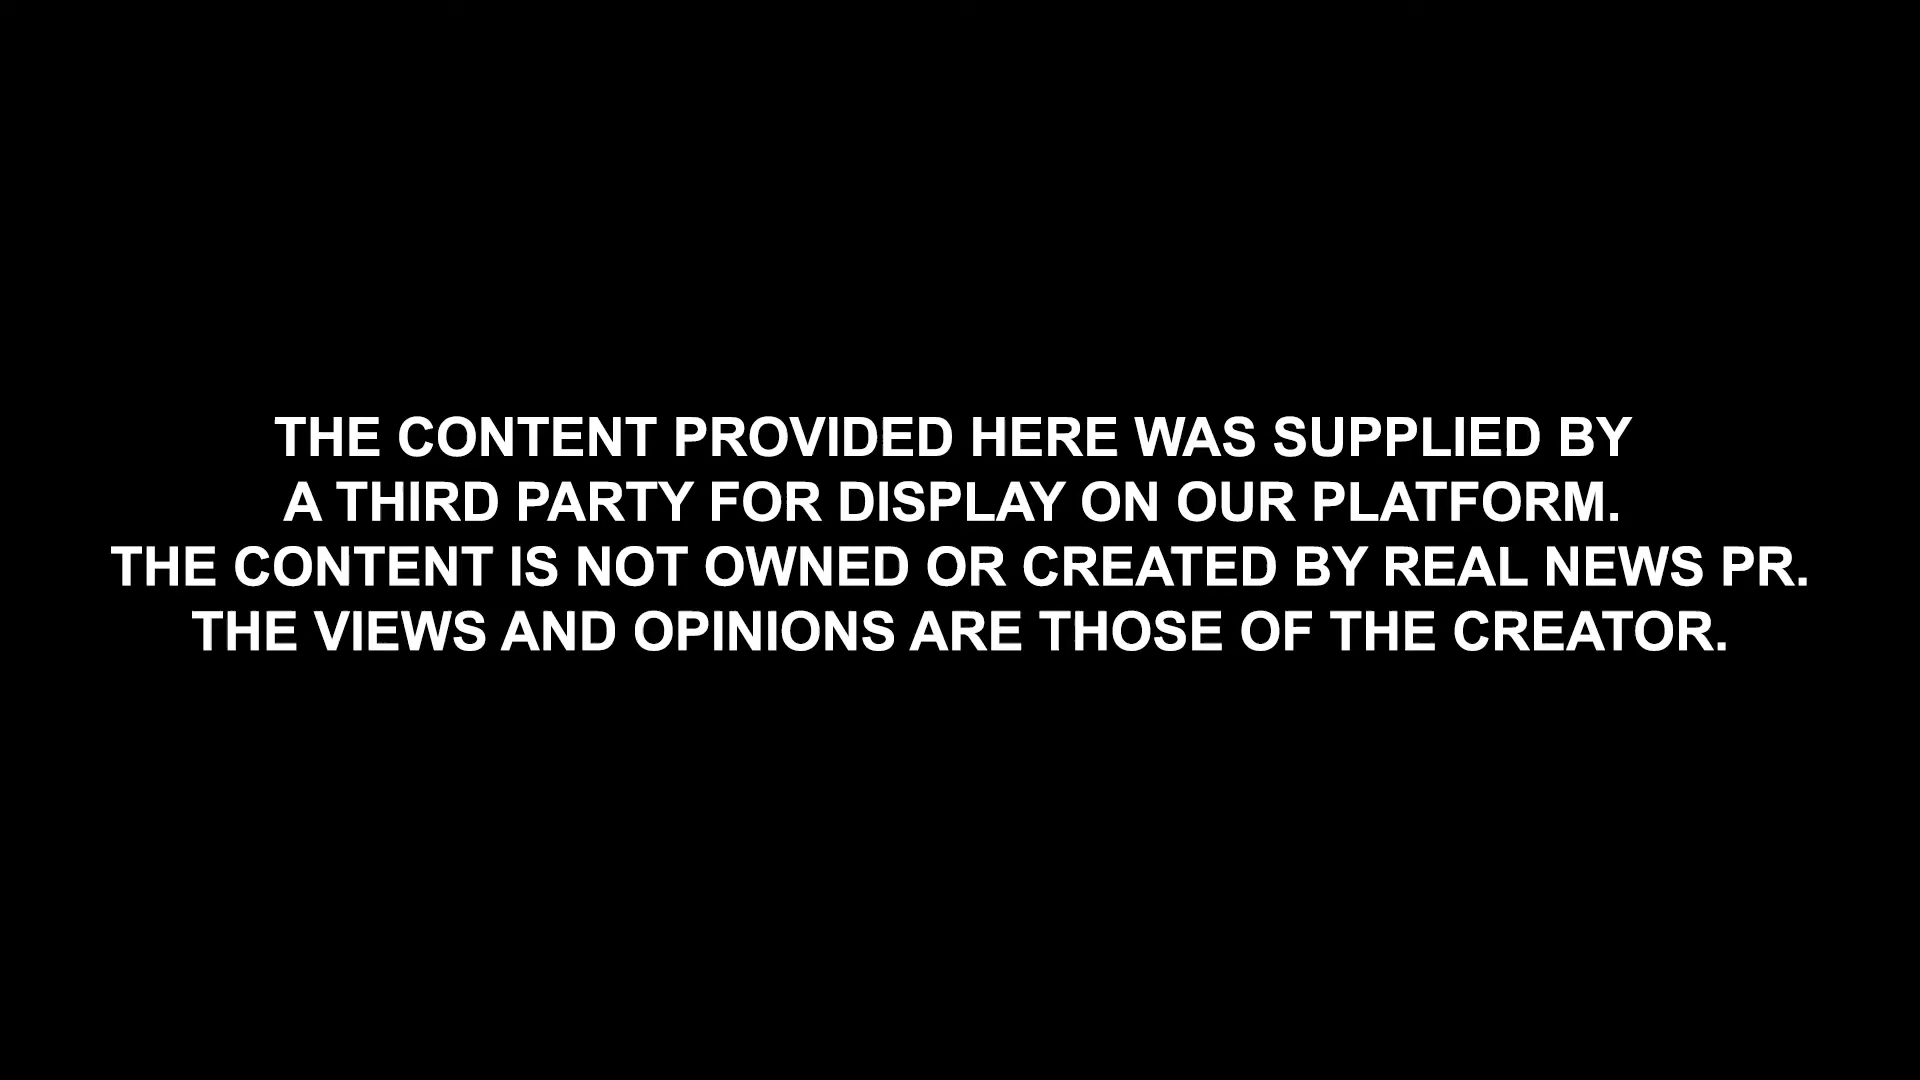 THE CONTENT PROVIDED HERE WAS SUPPLIED BY
A THIRD PARTY FOR DISPLAY ON OUR PLATFORM.
THE CONTENT IS NOT OWNED OR CREATED BY REAL NEWS PR.
THE VIEWS AND OPINIONS ARE THOSE OF THE CREATOR.